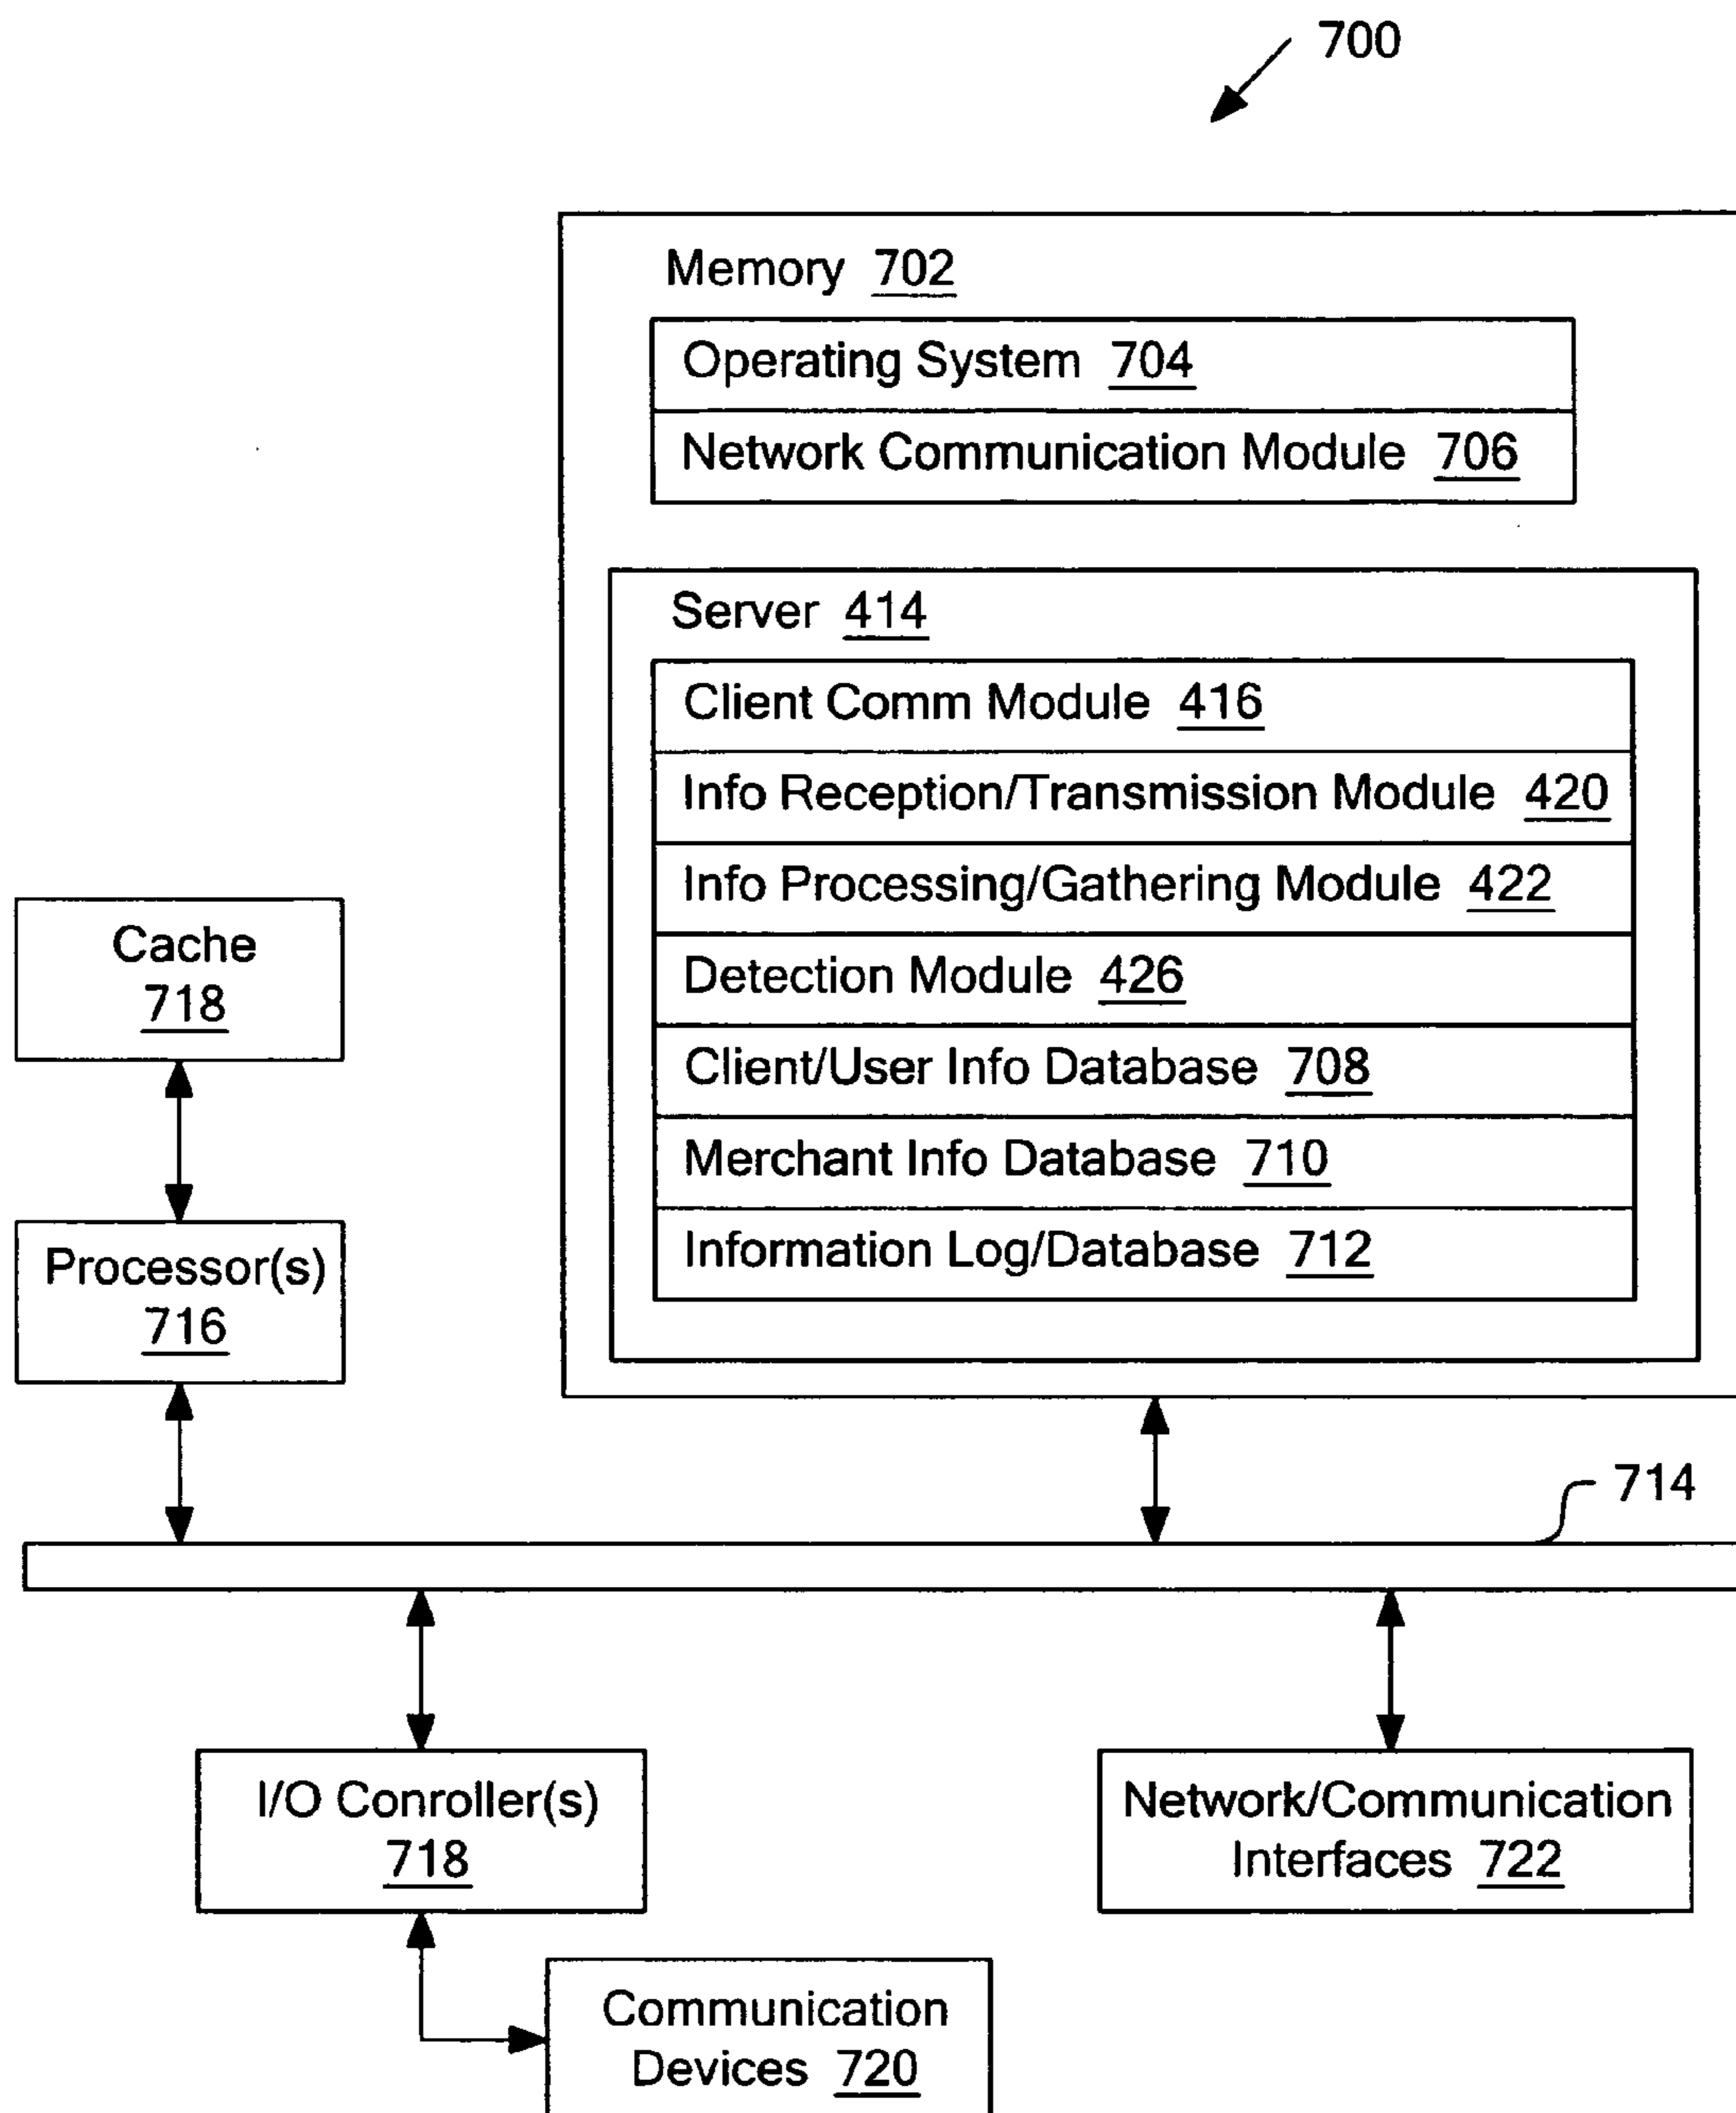 700
Memory 702
Operating System 704
Network Communication Module 706
Server 414
Client Comm Module 416
Info Reception/Transmission Module 420
Info Processing/Gathering Module 422
Detection Module 426
Client/User Info Database 708
Merchant Info Database 710
Information Log/Database 712
Cache
718
Processor(s)
716
714
I/O Conroller(s)
718
Network/Communication
Interfaces 722
Communication
Devices 720